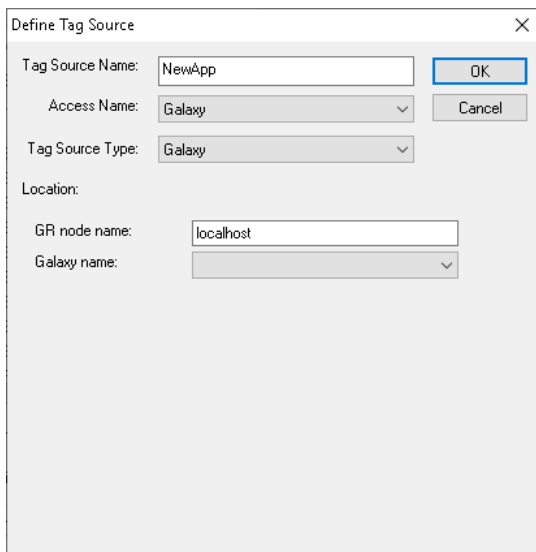 Define Tag Source
Tag Source Name: NewApp OK
Access Name: Galaxy Cancel
Tag Source Type: Galaxy
Location:
GR node name: localhost
Galaxy name: